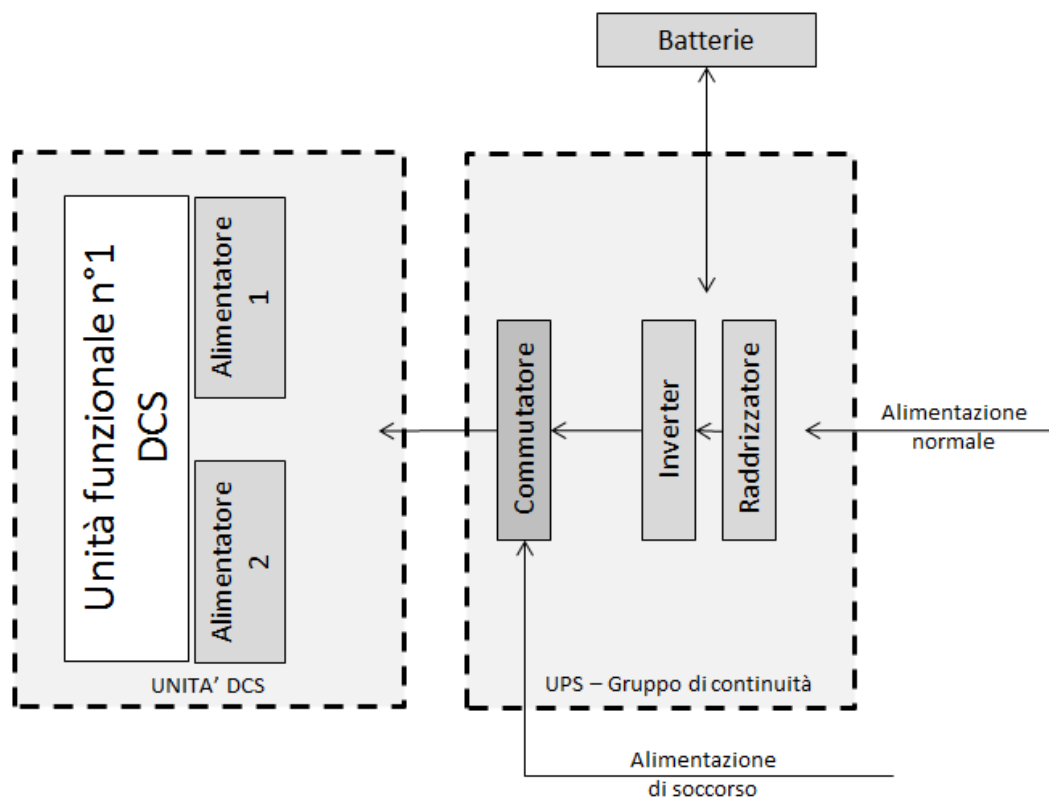 Batterie
Unità funzionale n°1
DCS
Alimentatore
1
Alimentatore
2
UNITA’ DCS
Commutatore
Inverter
Raddrizzatore
UPS – Gruppo di continuità
Alimentazione
normale
Alimentazione
di soccorso